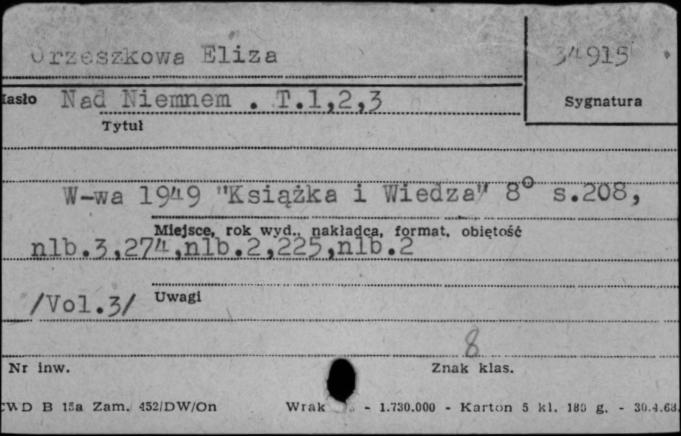 Orzeszkowa Eliza
34915
Hasło Nad Niemnem . T.1,2,3
Sygnatura
Tytuł
W-wa 1949 "Książka i Wiedza" 8° s.208,
Miejsce, rok wyd., nakładca, format, objętość
nlb.3,274,nlb.2,225,nlb.2
/Vol.3/ Uwagi
8
Nr inw. Znak klas.
CWD B 15a Zam. 452/DW/On Wrak - 1.730.000 - Karton 5 kl. 180 g. - 30.4.68.